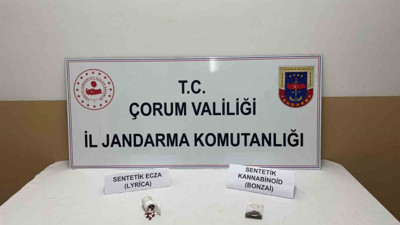 T.C.
ÇORUM VALİLİĞİ
İL JANDARMA KOMUTANLIĞI
SENTETİK ECZA
(LYRICA)
SENTETİK
KANNABİNOİD
(BONZAİ)